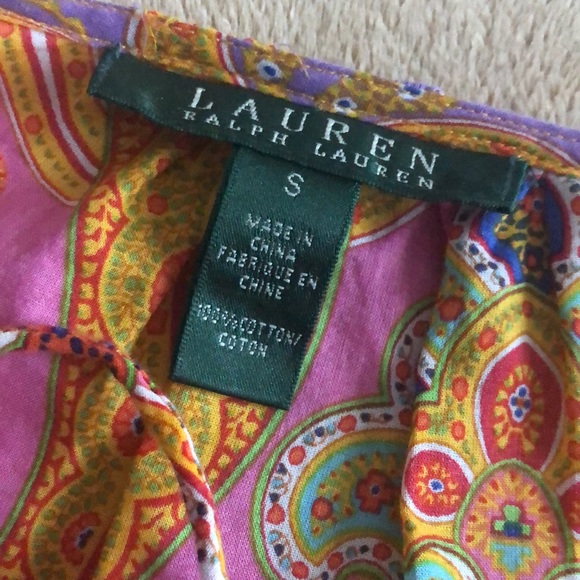 LAUREN
RALPH LAUREN
S
MADE IN
CHINA
FABRIQUE EN
CHINE
100% COTTON/
COTON